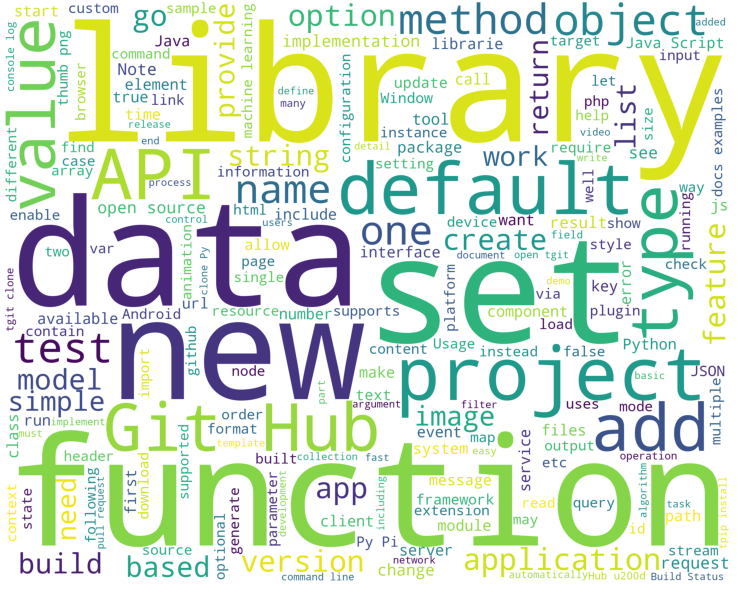 start
custom
go
sample
option
method
object
added
console log
thumb png
Java
implementation
librarie
target
Java Script
command
input
value
library
browser
Note
element
true
link
provide
machine learning
define
many
configuration
update
call
Window
tool
instance
package
return
let
php
help
video
list
size
time
release
end
different
find
case
array
API
string
process
information
detail
setting
work
require
write
see
well
way
docs examples
enable
open source
control
name
default
type
running
js
feature
two
var
animation
html
users
include
clone Py
allow
page
single
one
device
want
create
interface
result
show
field
style
error
check
data
set
tgit clone
contain
available
Android
url
resource
number
supports
platform
document
open tgit
via
demo
component
load
key
plugin
test
new
import
github
node
content
Usage
instead
false
Python
model
simple
part
make
text
project
basic
JSON
multiple
argument
filter
uses
mode
class
run
must
implement
Git Hub
order
format
template
image
event
map
add
files
output
operation
header
function
supported
built
collection
fast
system
easy
service
etc
context
state
need
following
pull request
first
download
optional
generate
parameter
development
app
including
client
message
framework
extension
module
read
may
query
id
algorithm
path
task
tpip install
build
based
source
version
network
Py Pi
server
change
application
stream
request
command line
automaticallyHub u200d
Build Status